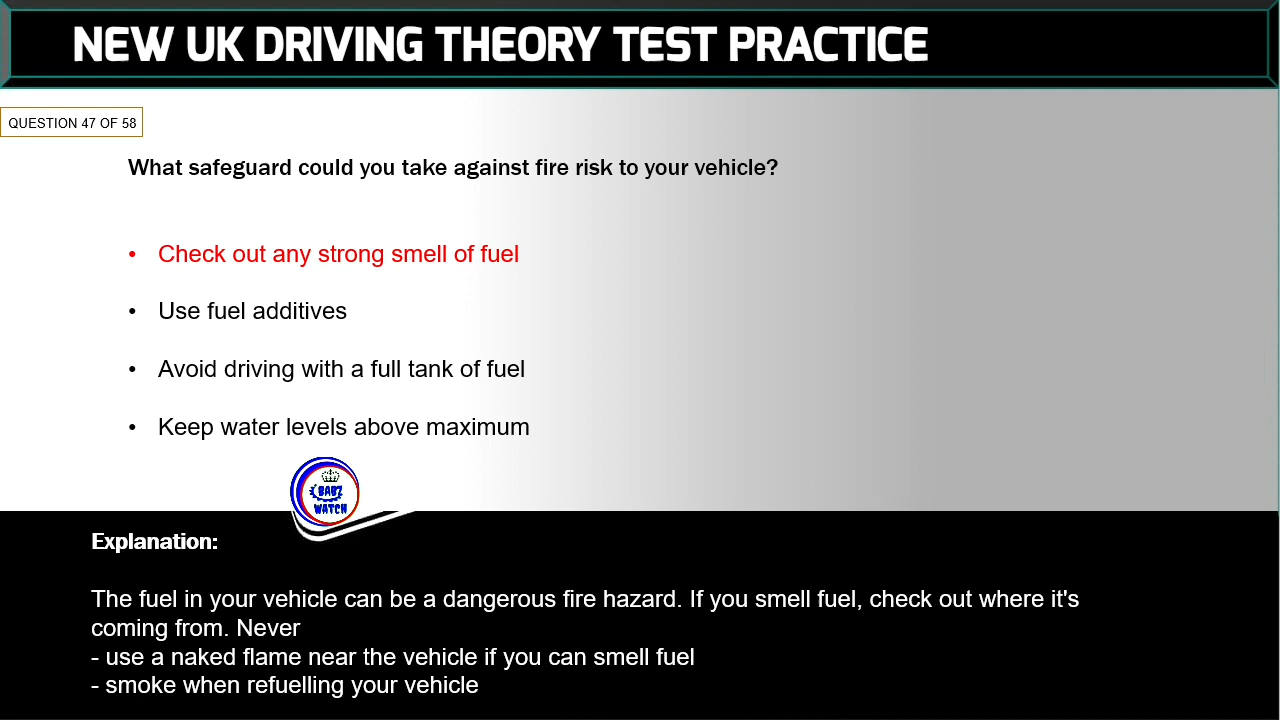 NEW UK DRIVING THEORY TEST PRACTICE
QUESTION 47 OF 58
What safeguard could you take against fire risk to your vehicle?
• Check out any strong smell of fuel
• Use fuel additives
• Avoid driving with a full tank of fuel
• Keep water levels above maximum
BABZ
WATCH
Explanation:
The fuel in your vehicle can be a dangerous fire hazard. If you smell fuel, check out where it's
coming from. Never
- use a naked flame near the vehicle if you can smell fuel
- smoke when refuelling your vehicle